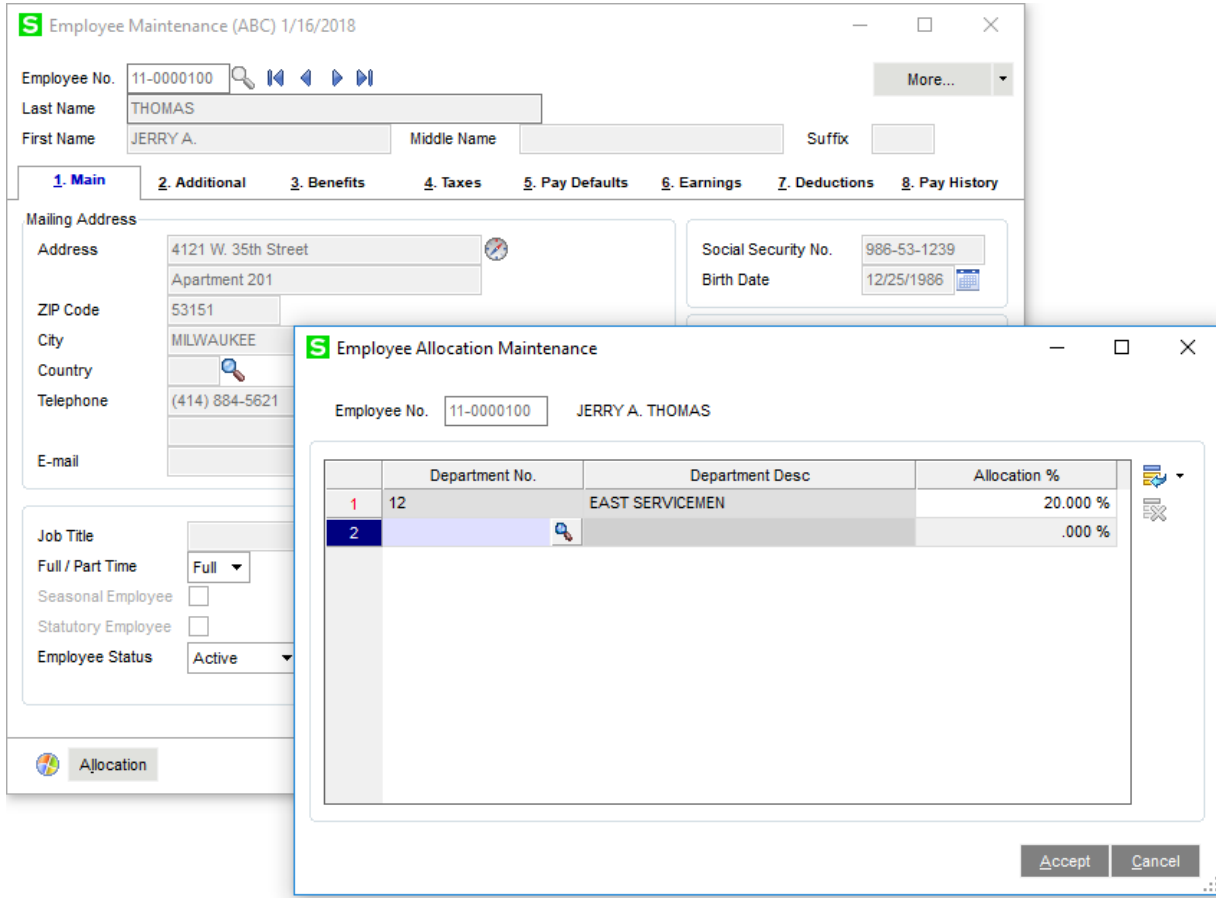 S Employee Maintenance (ABC) 1/16/2018
Employee No. 11-0000100 More...
Last Name THOMAS
First Name JERRY A. Middle Name Suffix
1. Main 2. Additional 3. Benefits 4. Taxes 5. Pay Defaults 6. Earnings 7. Deductions 8. Pay History
Mailing Address
Address 4121 W. 35th Street
Apartment 201
ZIP Code 53151
City MILWAUKEE
Country
Telephone (414) 884-5621
E-mail
Social Security No. 986-53-1239
Birth Date 12/25/1986
Job Title
Full / Part Time Full
Seasonal Employee
Statutory Employee
Employee Status Active
Allocation
S Employee Allocation Maintenance
Employee No. 11-0000100 JERRY A. THOMAS
Department No. Department Desc Allocation %
1 12 EAST SERVICEMEN 20.000 %
2 .000 %
Accept Cancel